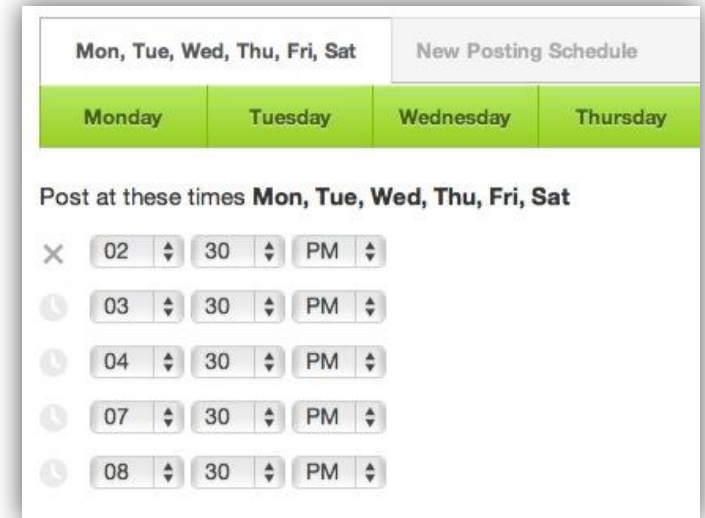 Mon, Tue, Wed, Thu, Fri, Sat New Posting Schedule
Monday Tuesday Wednesday Thursday
Post at these times Mon, Tue, Wed, Thu, Fri, Sat
02 30 PM
03 30 PM
04 30 PM
07 30 PM
08 30 PM